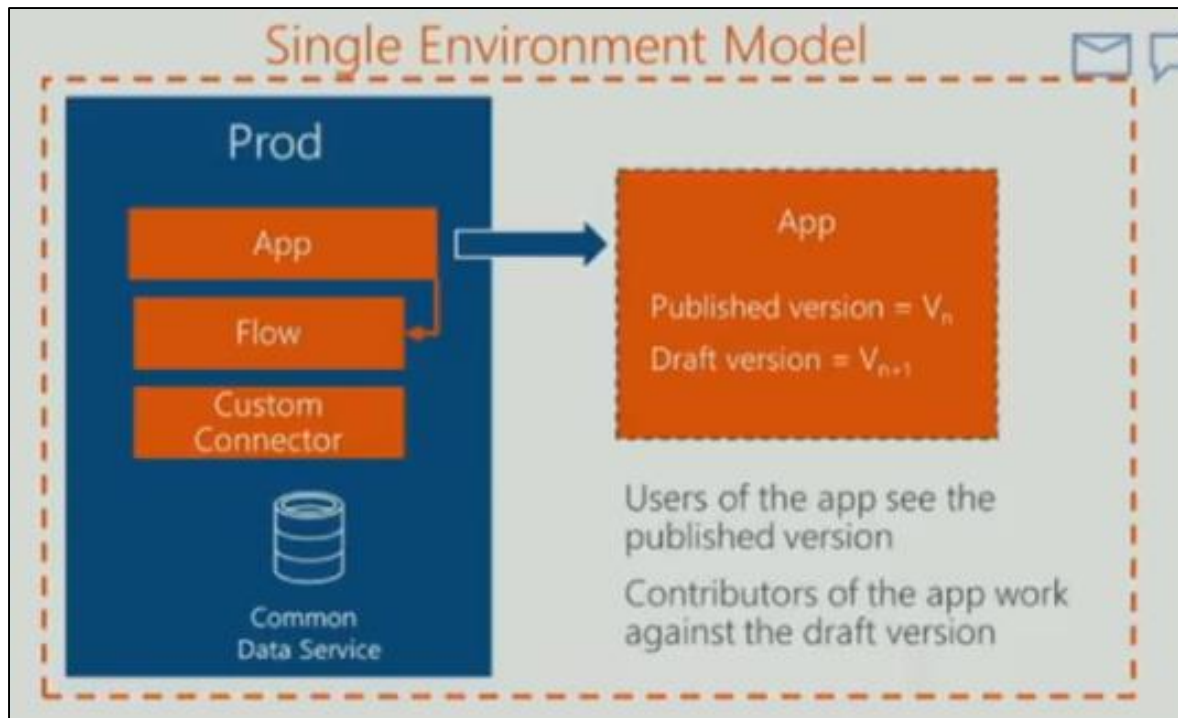 Single Environment Model
Prod
App
Flow
Custom
Connector
Common
Data Service
App
Published version = Vₙ
Draft version = Vₙ₊₁
Users of the app see the
published version
Contributors of the app work
against the draft version